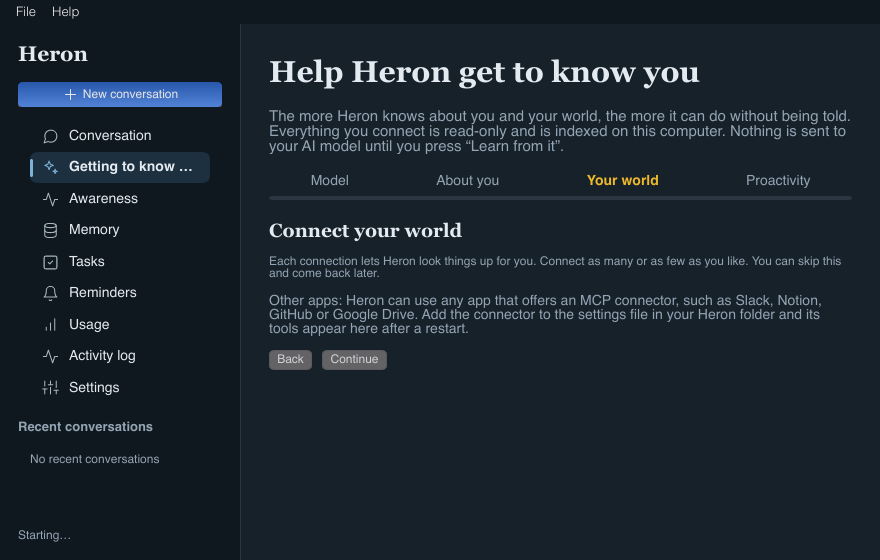 File Help
Heron
New conversation
Conversation
Getting to know ...
Awareness
Memory
Tasks
Reminders
Usage
Activity log
Settings
Recent conversations
No recent conversations
Starting...
Help Heron get to know you
The more Heron knows about you and your world, the more it can do without being told.
Everything you connect is read-only and is indexed on this computer. Nothing is sent to
your AI model until you press “Learn from it”.
Model About you Your world Proactivity
Connect your world
Each connection lets Heron look things up for you. Connect as many or as few as you like. You can skip this
and come back later.
Other apps: Heron can use any app that offers an MCP connector, such as Slack, Notion,
GitHub or Google Drive. Add the connector to the settings file in your Heron folder and its
tools appear here after a restart.
Back Continue